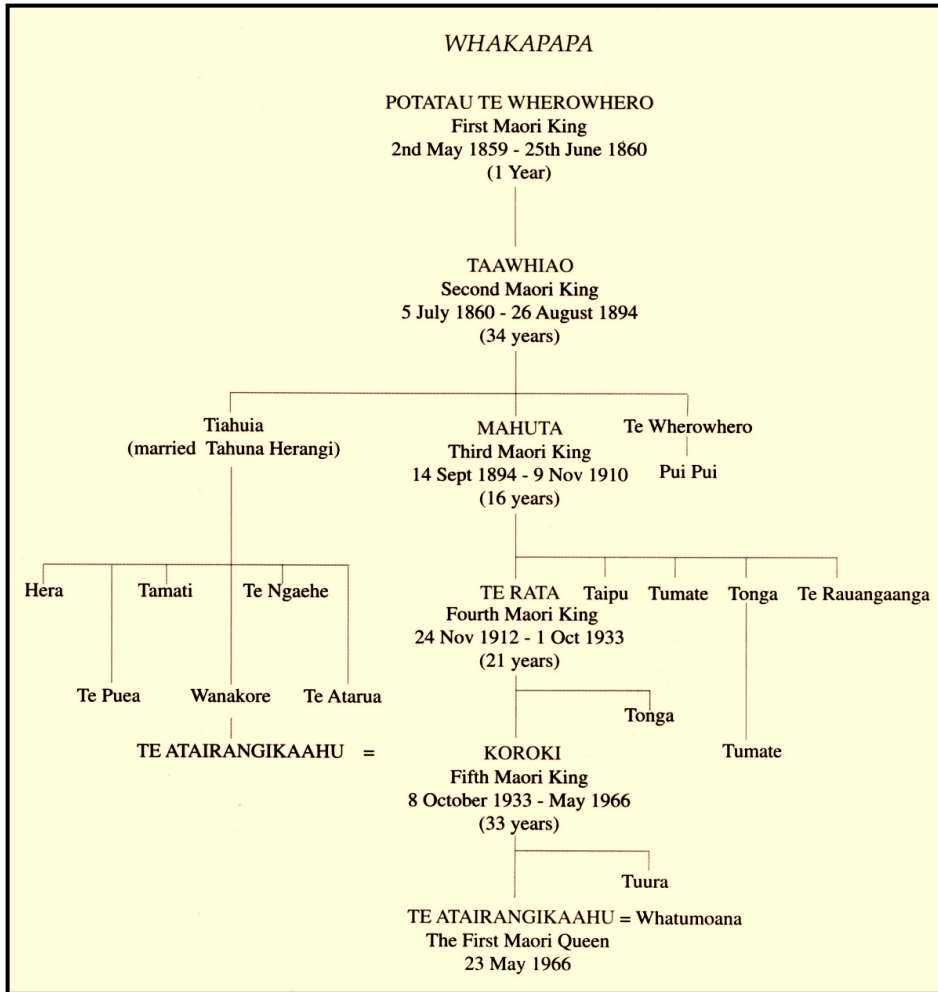 WHAKAPAPA
POTATAU TE WHEROWHERO
First Maori King
2nd May 1859 - 25th June 1860
(1 Year)
TAAWHIAO
Second Maori King
5 July 1860 - 26 August 1894
(34 years)
Tiahuia
(married Tahuna Herangi)
MAHUTA
Third Maori King
14 Sept 1894 - 9 Nov 1910
(16 years)
Te Wherowhero
Pui Pui
Hera
Tamati
Te Ngaehe
Te Puea
Wanakore
Te Atarua
TE RATA
Fourth Maori King
24 Nov 1912 - 1 Oct 1933
(21 years)
Taipu
Tumate
Tonga
Te Rauangaanga
Tonga
Tumate
TE ATAIRANGIKAAHU =
KOROKI
Fifth Maori King
8 October 1933 - May 1966
(33 years)
Tuura
TE ATAIRANGIKAAHU = Whatumoana
The First Maori Queen
23 May 1966